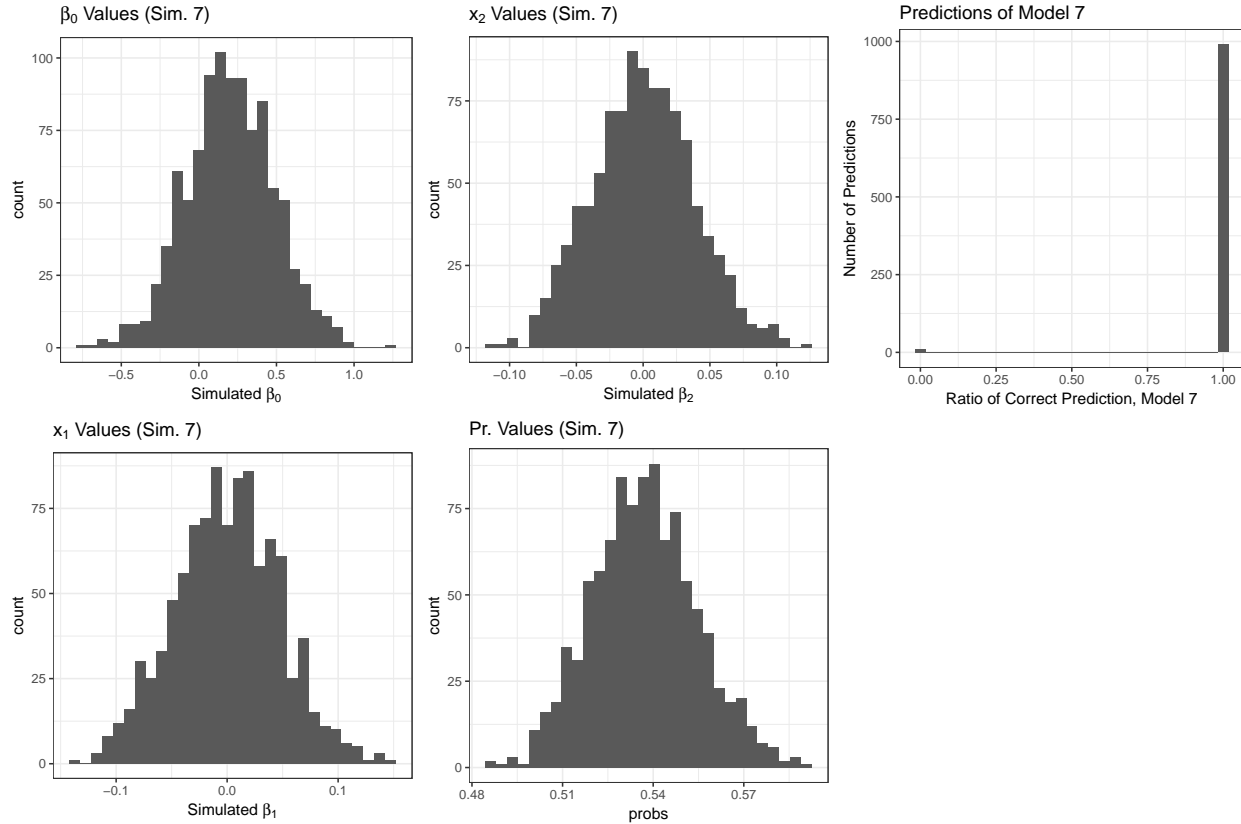 β₀ Values (Sim. 7)
100
75
50
25
0
count
−0.5
0.0
0.5
1.0
Simulated β₀
x₂ Values (Sim. 7)
75
50
25
0
count
−0.10
−0.05
0.00
0.05
0.10
Simulated β₂
Predictions of Model 7
1000
750
500
250
0
Number of Predictions
0.00
0.25
0.50
0.75
1.00
Ratio of Correct Prediction, Model 7
x₁ Values (Sim. 7)
75
50
25
0
count
−0.1
0.0
0.1
Simulated β₁
Pr. Values (Sim. 7)
75
50
25
0
count
0.48
0.51
0.54
0.57
probs